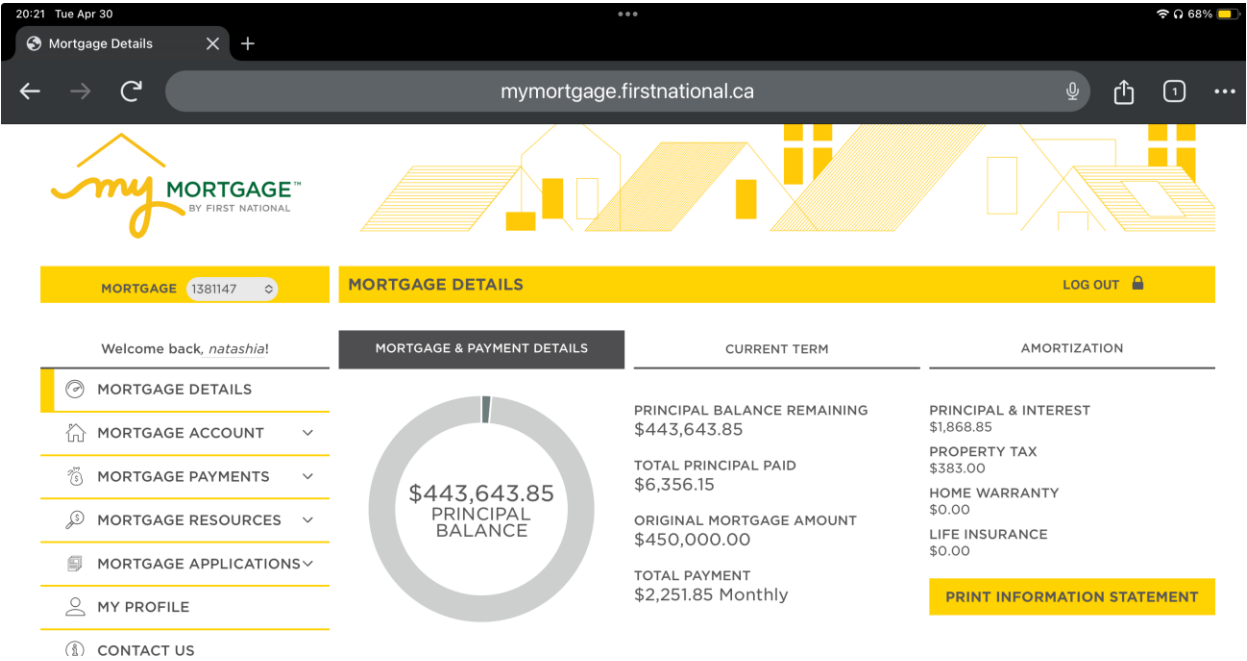 20:21 Tue Apr 30
68%
Mortgage Details
mymortgage.firstnational.ca
1
my MORTGAGE™
BY FIRST NATIONAL
MORTGAGE 1381147
MORTGAGE DETAILS
LOG OUT
Welcome back, natashia!
MORTGAGE DETAILS
MORTGAGE ACCOUNT
MORTGAGE PAYMENTS
MORTGAGE RESOURCES
MORTGAGE APPLICATIONS
MY PROFILE
CONTACT US
MORTGAGE & PAYMENT DETAILS
CURRENT TERM
AMORTIZATION
$443,643.85
PRINCIPAL
BALANCE
PRINCIPAL BALANCE REMAINING
$443,643.85
TOTAL PRINCIPAL PAID
$6,356.15
ORIGINAL MORTGAGE AMOUNT
$450,000.00
TOTAL PAYMENT
$2,251.85 Monthly
PRINCIPAL & INTEREST
$1,868.85
PROPERTY TAX
$383.00
HOME WARRANTY
$0.00
LIFE INSURANCE
$0.00
PRINT INFORMATION STATEMENT